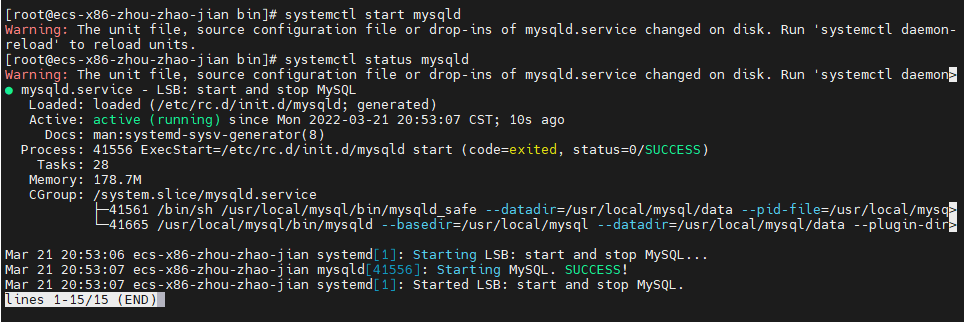 [root@ecs-x86-zhou-zhao-jian bin]# systemctl start mysqld
Warning: The unit file, source configuration file or drop-ins of mysqld.service changed on disk. Run 'systemctl daemon-
reload' to reload units.
[root@ecs-x86-zhou-zhao-jian bin]# systemctl status mysqld
Warning: The unit file, source configuration file or drop-ins of mysqld.service changed on disk. Run 'systemctl daemon>
● mysqld.service - LSB: start and stop MySQL
   Loaded: loaded (/etc/rc.d/init.d/mysqld; generated)
   Active: active (running) since Mon 2022-03-21 20:53:07 CST; 10s ago
     Docs: man:systemd-sysv-generator(8)
  Process: 41556 ExecStart=/etc/rc.d/init.d/mysqld start (code=exited, status=0/SUCCESS)
    Tasks: 28
   Memory: 178.7M
   CGroup: /system.slice/mysqld.service
           ├─41561 /bin/sh /usr/local/mysql/bin/mysqld_safe --datadir=/usr/local/mysql/data --pid-file=/usr/local/mysq>
           └─41665 /usr/local/mysql/bin/mysqld --basedir=/usr/local/mysql --datadir=/usr/local/mysql/data --plugin-dir>

Mar 21 20:53:06 ecs-x86-zhou-zhao-jian systemd[1]: Starting LSB: start and stop MySQL...
Mar 21 20:53:07 ecs-x86-zhou-zhao-jian mysqld[41556]: Starting MySQL. SUCCESS!
Mar 21 20:53:07 ecs-x86-zhou-zhao-jian systemd[1]: Started LSB: start and stop MySQL.
lines 1-15/15 (END)